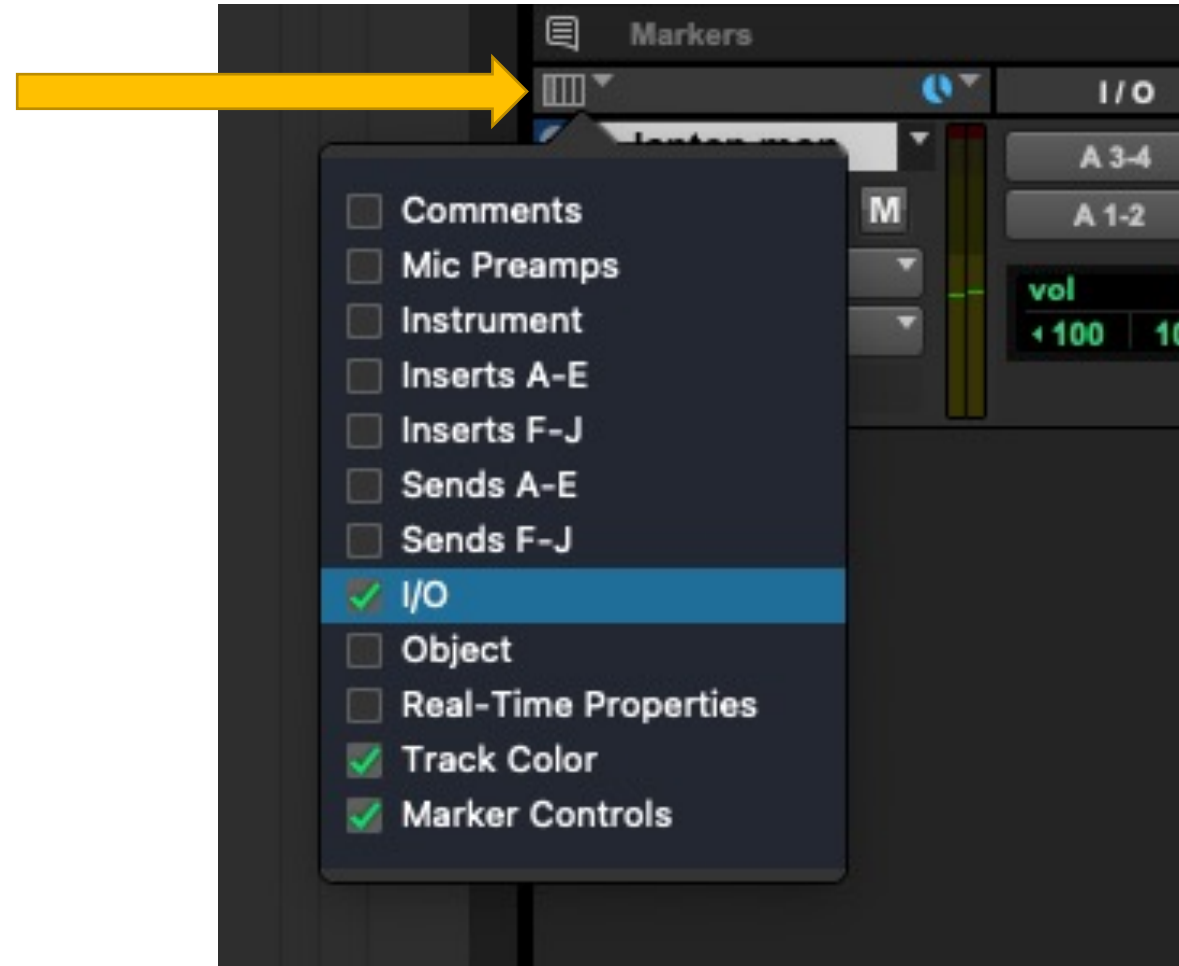 Markers
I/O
A 3-4
M
A 1-2
vol
100 10
Comments
Mic Preamps
Instrument
Inserts A-E
Inserts F-J
Sends A-E
Sends F-J
I/O
Object
Real-Time Properties
Track Color
Marker Controls